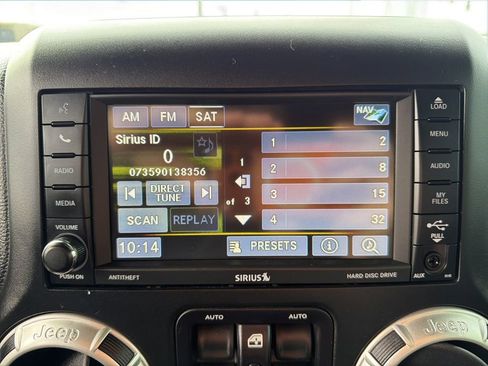 AM FM SAT NAV
LOAD
Sirius ID
0
073590138356
DIRECT TUNE
SCAN REPLAY
1
of 3
1 2
2 8
3 15
4 32
10:14 PRESETS
RADIO
MEDIA
VOLUME
PUSH ON
MENU
AUDIO
MY FILES
PULL
AUX
ANTITHEFT SIRIUS HARD DISC DRIVE
AUTO AUTO
Jeep Jeep